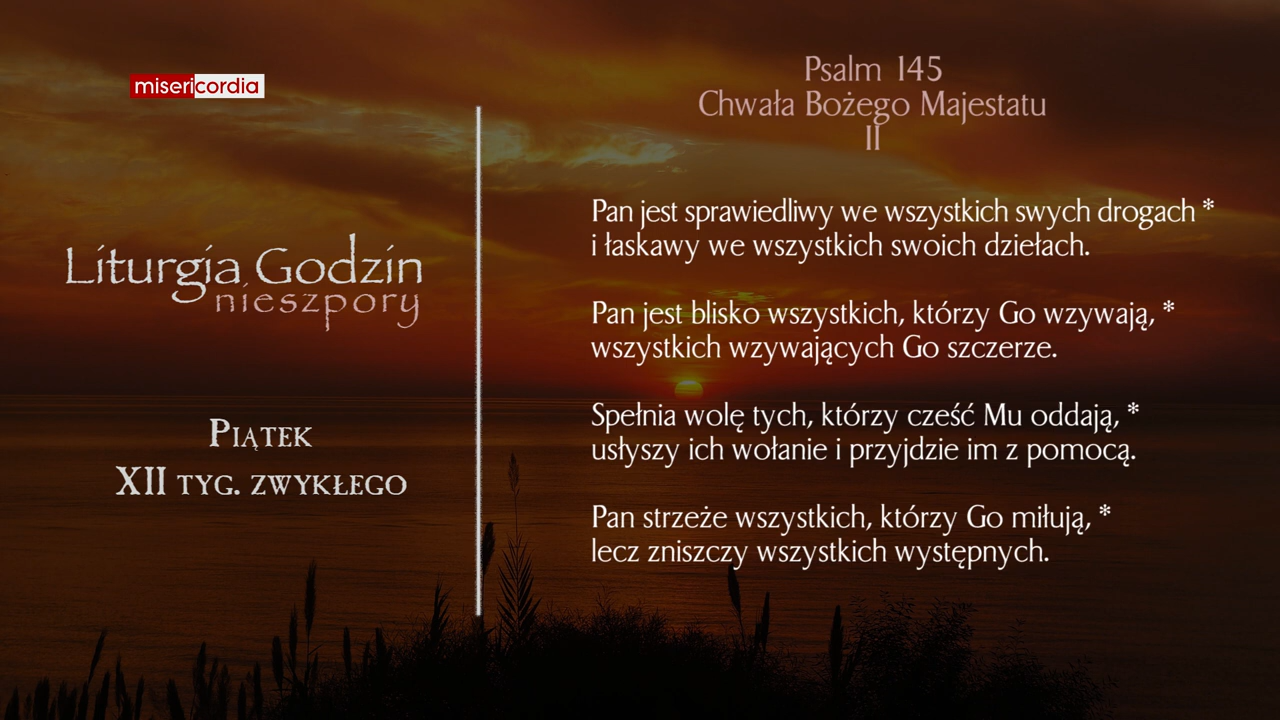 misericordia
Liturgia Godzin
nieszpory
Piątek
XII tyg. zwykłego
Psalm 145
Chwała Bożego Majestatu
II
Pan jest sprawiedliwy we wszystkich swych drogach *
i łaskawy we wszystkich swoich dziełach.
Pan jest blisko wszystkich, którzy Go wzywają, *
wszystkich wzywających Go szczerze.
Spełnia wolę tych, którzy cześć Mu oddają, *
usłyszy ich wołanie i przyjdzie im z pomocą.
Pan strzeże wszystkich, którzy Go miłują, *
lecz zniszczy wszystkich występnych.